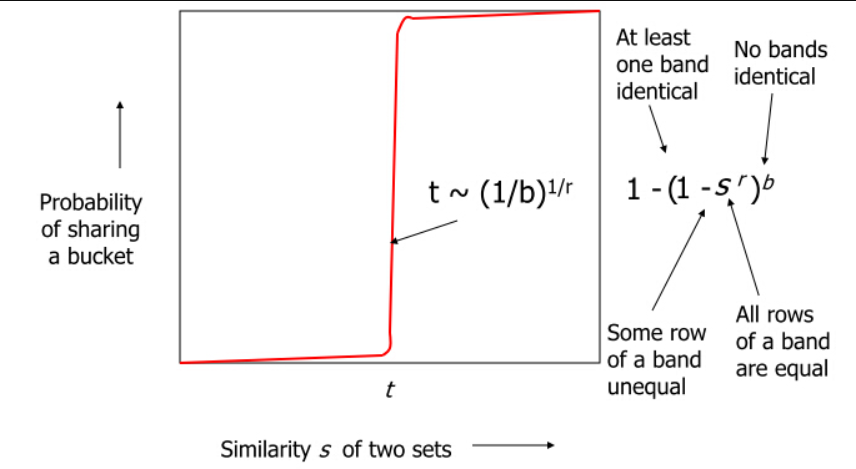 At least
one band
identical
No bands
identical
Probability
of sharing
a bucket
t ~ (1/b)1/r
1 - (1 - s r )b
Some row
of a band
unequal
All rows
of a band
are equal
t
Similarity s of two sets